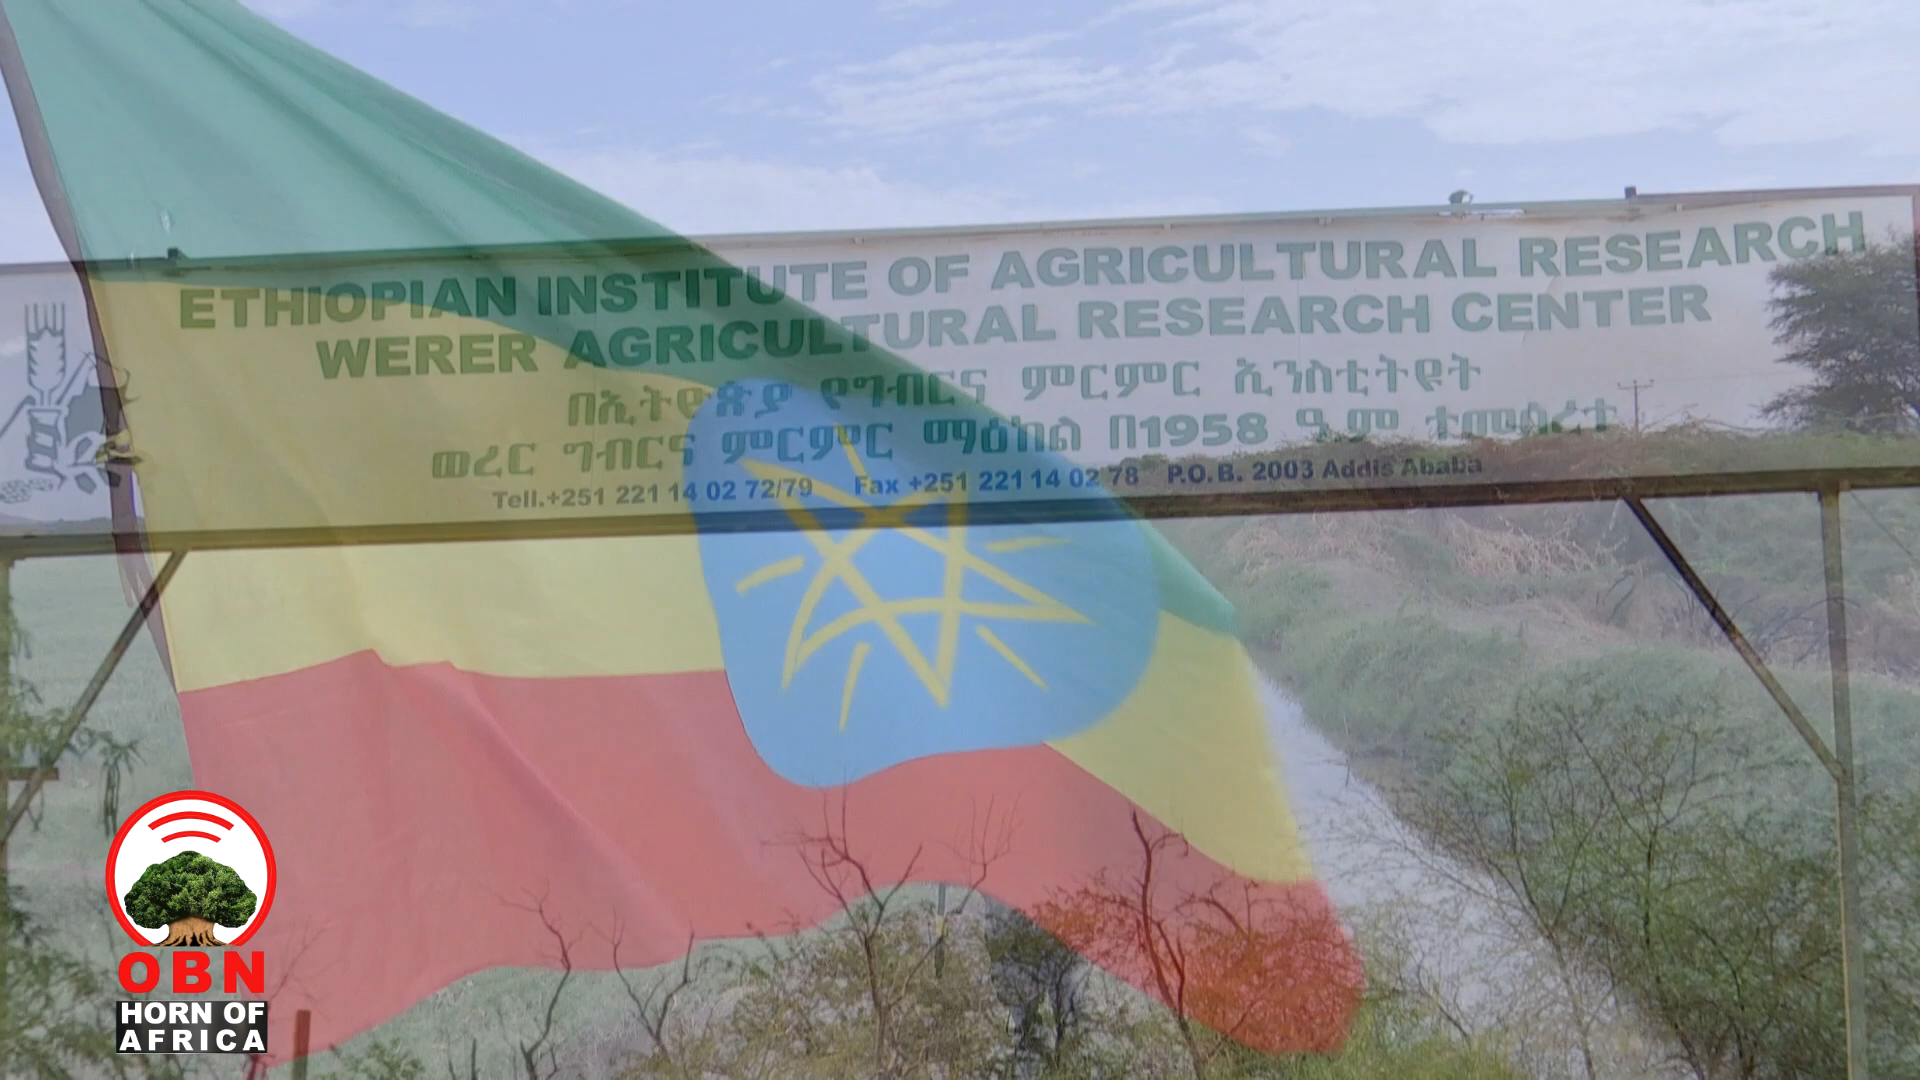 ETHIOPIAN INSTITUTE OF AGRICULTURAL RESEARCH
WERER AGRICULTURAL RESEARCH CENTER
በኢትዮጵያ የግብርና ምርምር ኢንስቲትዩት
ወረር ግብርና ምርምር ማዕከል በ1958 ዓ.ም ተመሰረተ
Tell.+251 221 14 02 72/79 Fax +251 221 14 02 78 P.O.B. 2003 Addis Ababa
OBN
HORN OF
AFRICA